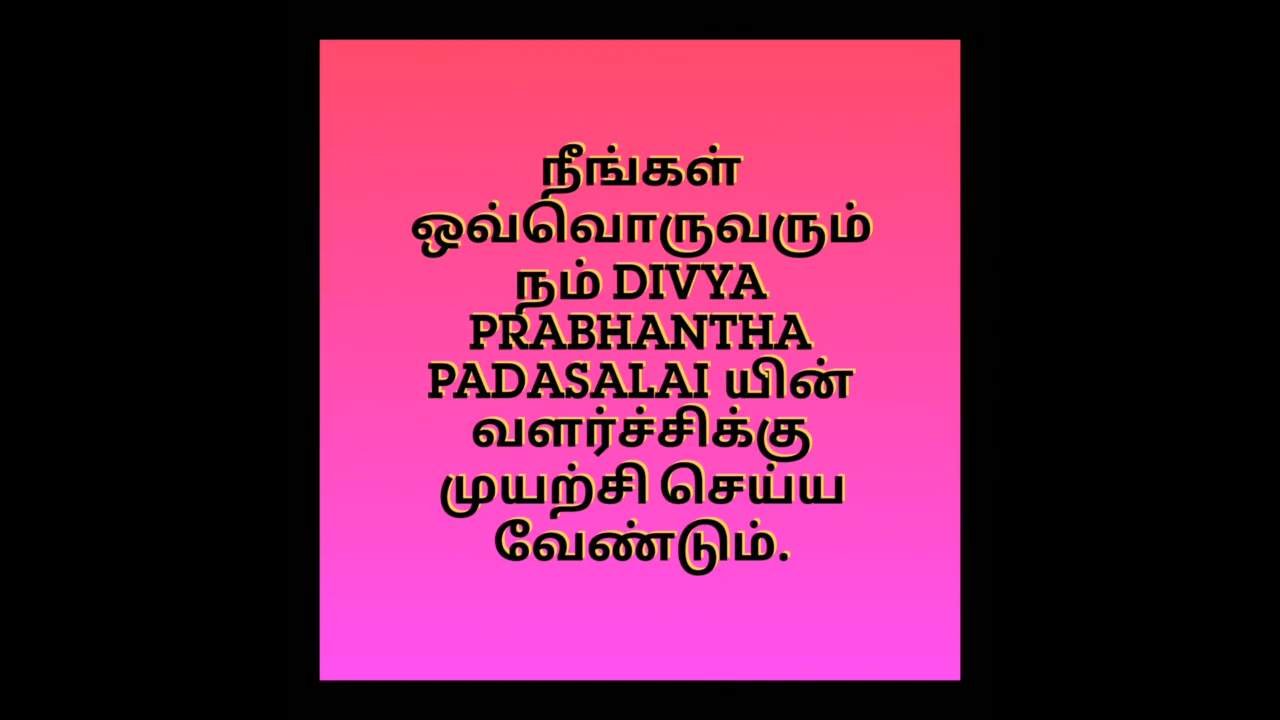 நீங்கள்
ஒவ்வொருவரும்
நம் DIVYA
PRABHANTHA
PADASALAI யின்
வளர்ச்சிக்கு
முயற்சி செய்ய
வேண்டும்.